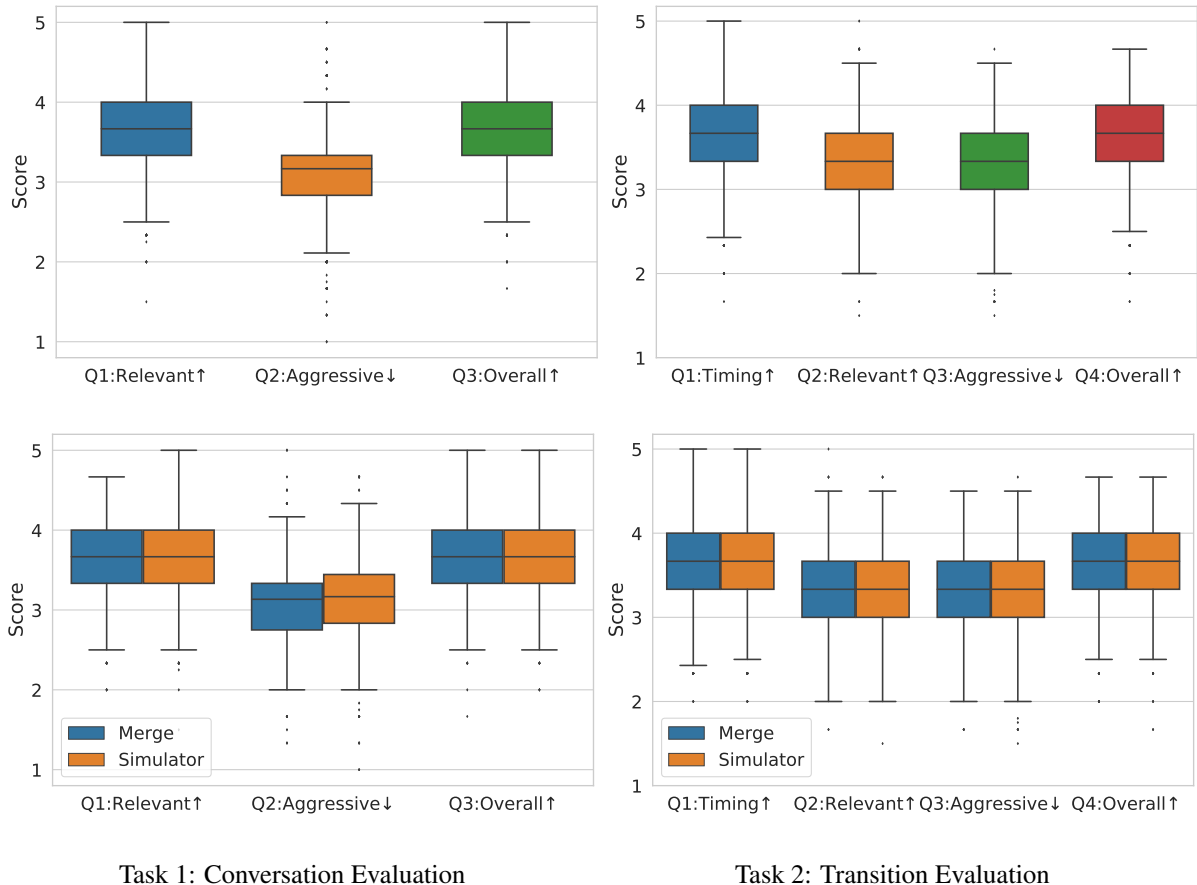 5
4
3
2
1
Score
Q1:Relevant↑ Q2:Aggressive↓ Q3:Overall↑
5
4
3
2
1
Score
Q1:Timing↑ Q2:Relevant↑ Q3:Aggressive↓ Q4:Overall↑
5
4
3
2
1
Score
Merge
Simulator
Q1:Relevant↑ Q2:Aggressive↓ Q3:Overall↑
5
4
3
2
1
Score
Merge
Simulator
Q1:Timing↑ Q2:Relevant↑ Q3:Aggressive↓ Q4:Overall↑
Task 1: Conversation Evaluation
Task 2: Transition Evaluation